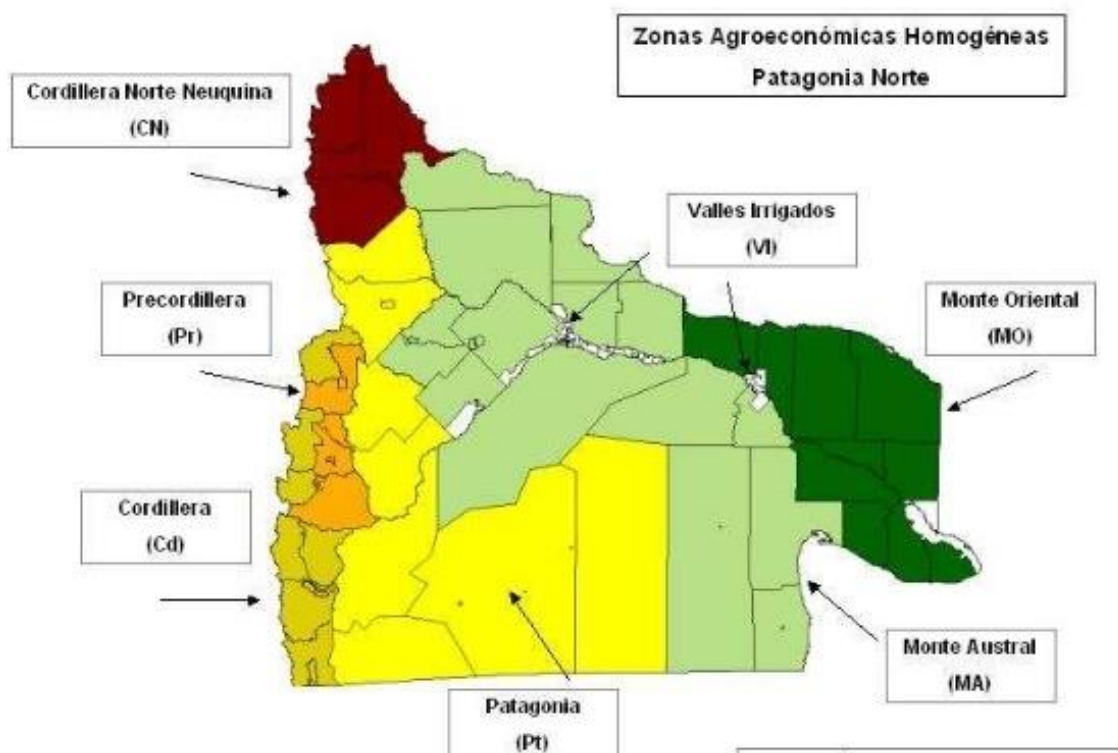 Zonas Agroeconómicas Homogéneas
Patagonia Norte
Cordillera Norte Neuquina
(CN)
Valles Irrigados
(VI)
Precordillera
(Pr)
Monte Oriental
(MO)
Cordillera
(Cd)
Monte Austral
(MA)
Patagonia
(Pt)